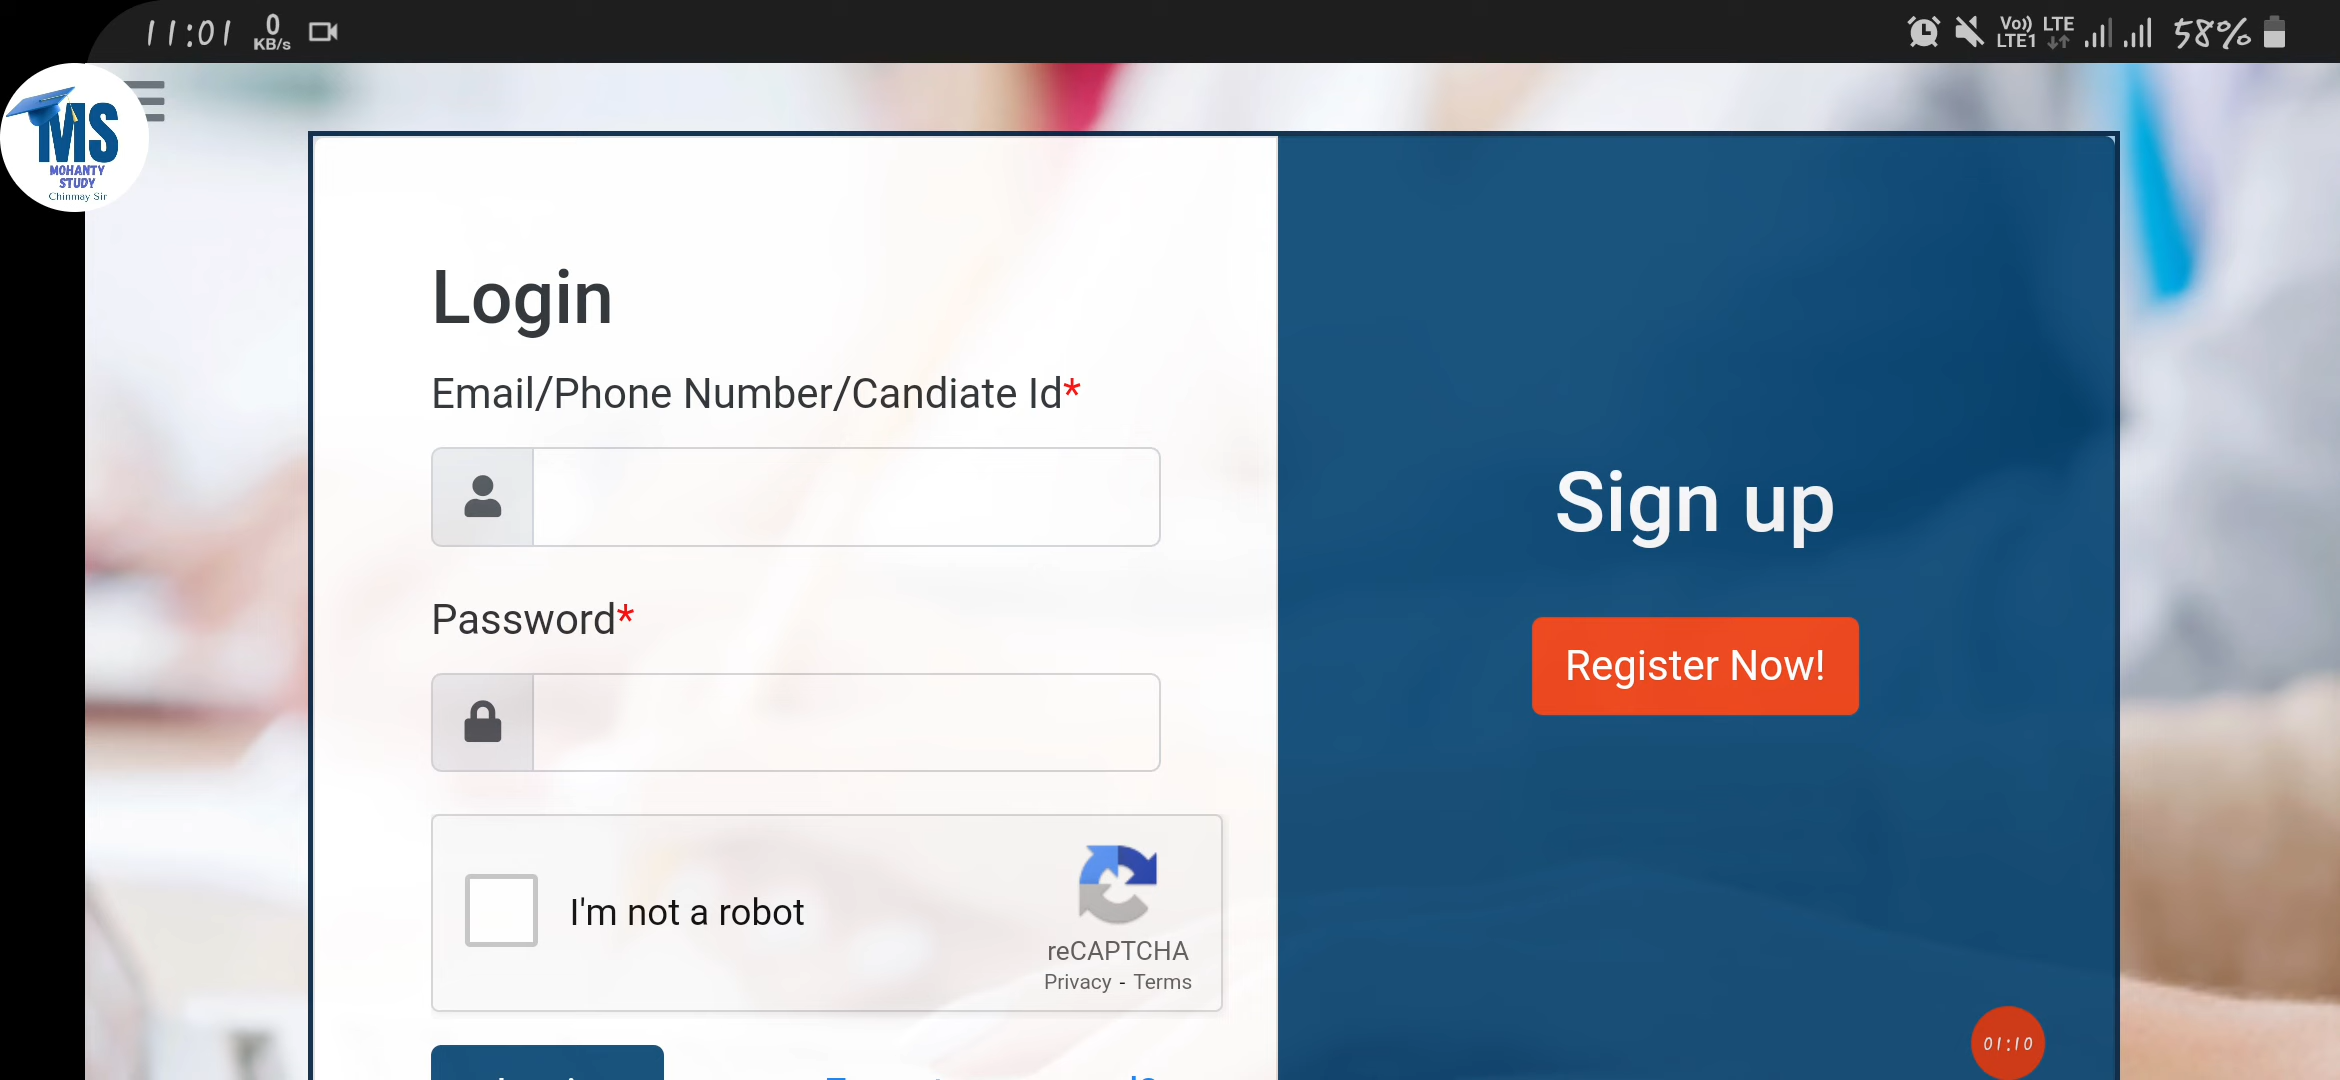 11:01 0 KB/s Vo)) LTE1 LTE 58%
MS
MOHANTY
STUDY
Chinmay Sir
Login
Email/Phone Number/Candiate Id*
Password*
I'm not a robot
reCAPTCHA
Privacy - Terms
Sign up
Register Now!
01:10